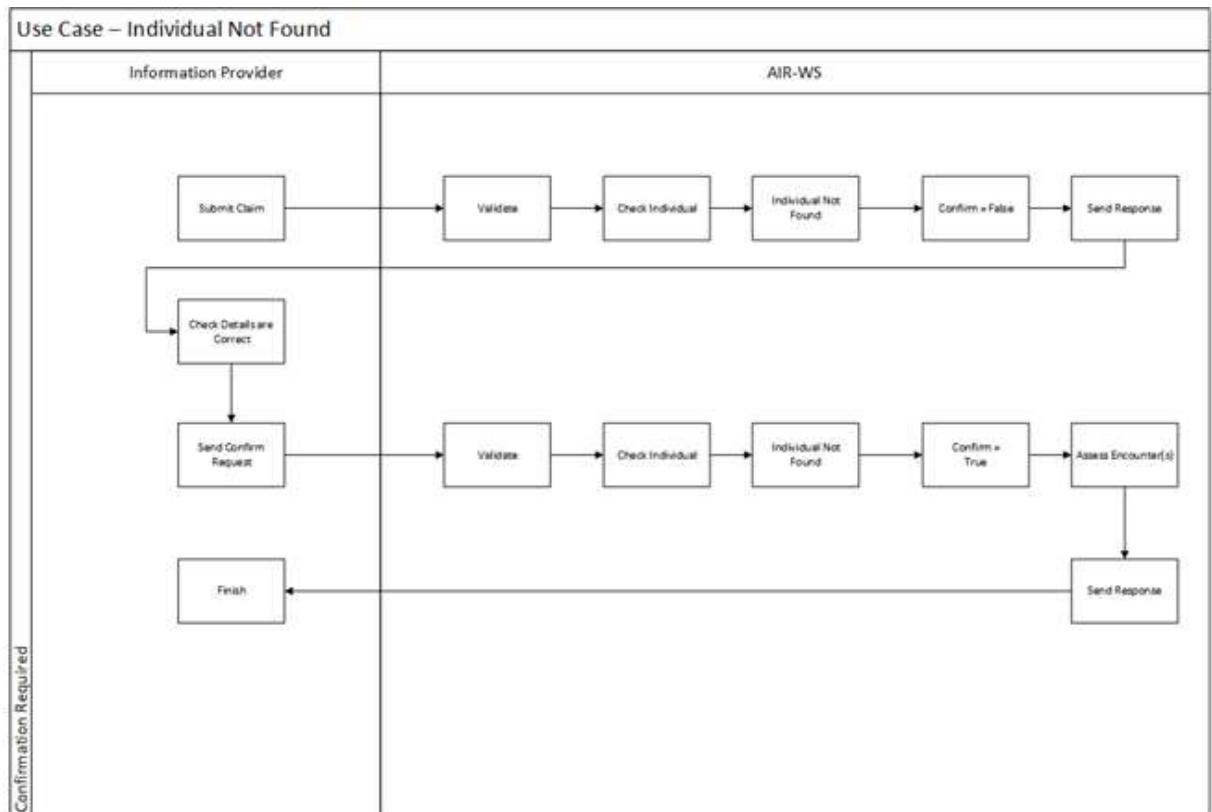 Use Case – Individual Not Found
Information Provider
AIR-WS
Submit Claim
Validate
Check Individual
Individual Not
Found
Confirm = False
Send Response
Check Details are
Correct
Send Confirm
Request
Validate
Check Individual
Individual Not
Found
Confirm =
True
Assess Encounter(s)
Finish
Send Response
Confirmation Required